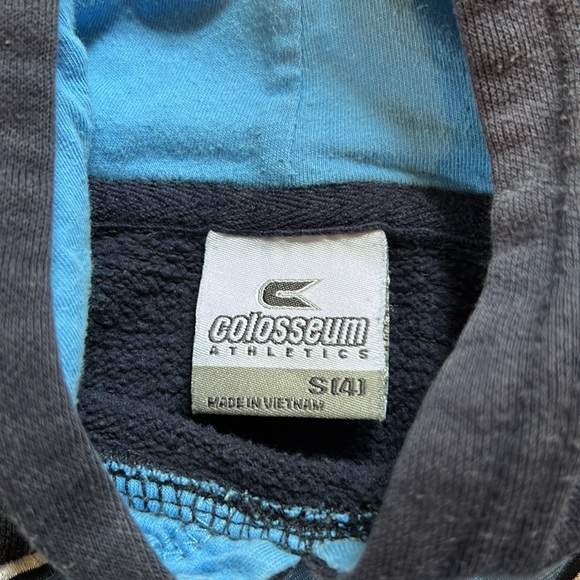 colosseum
ATHLETICS
S(4)
MADE IN VIETNAM